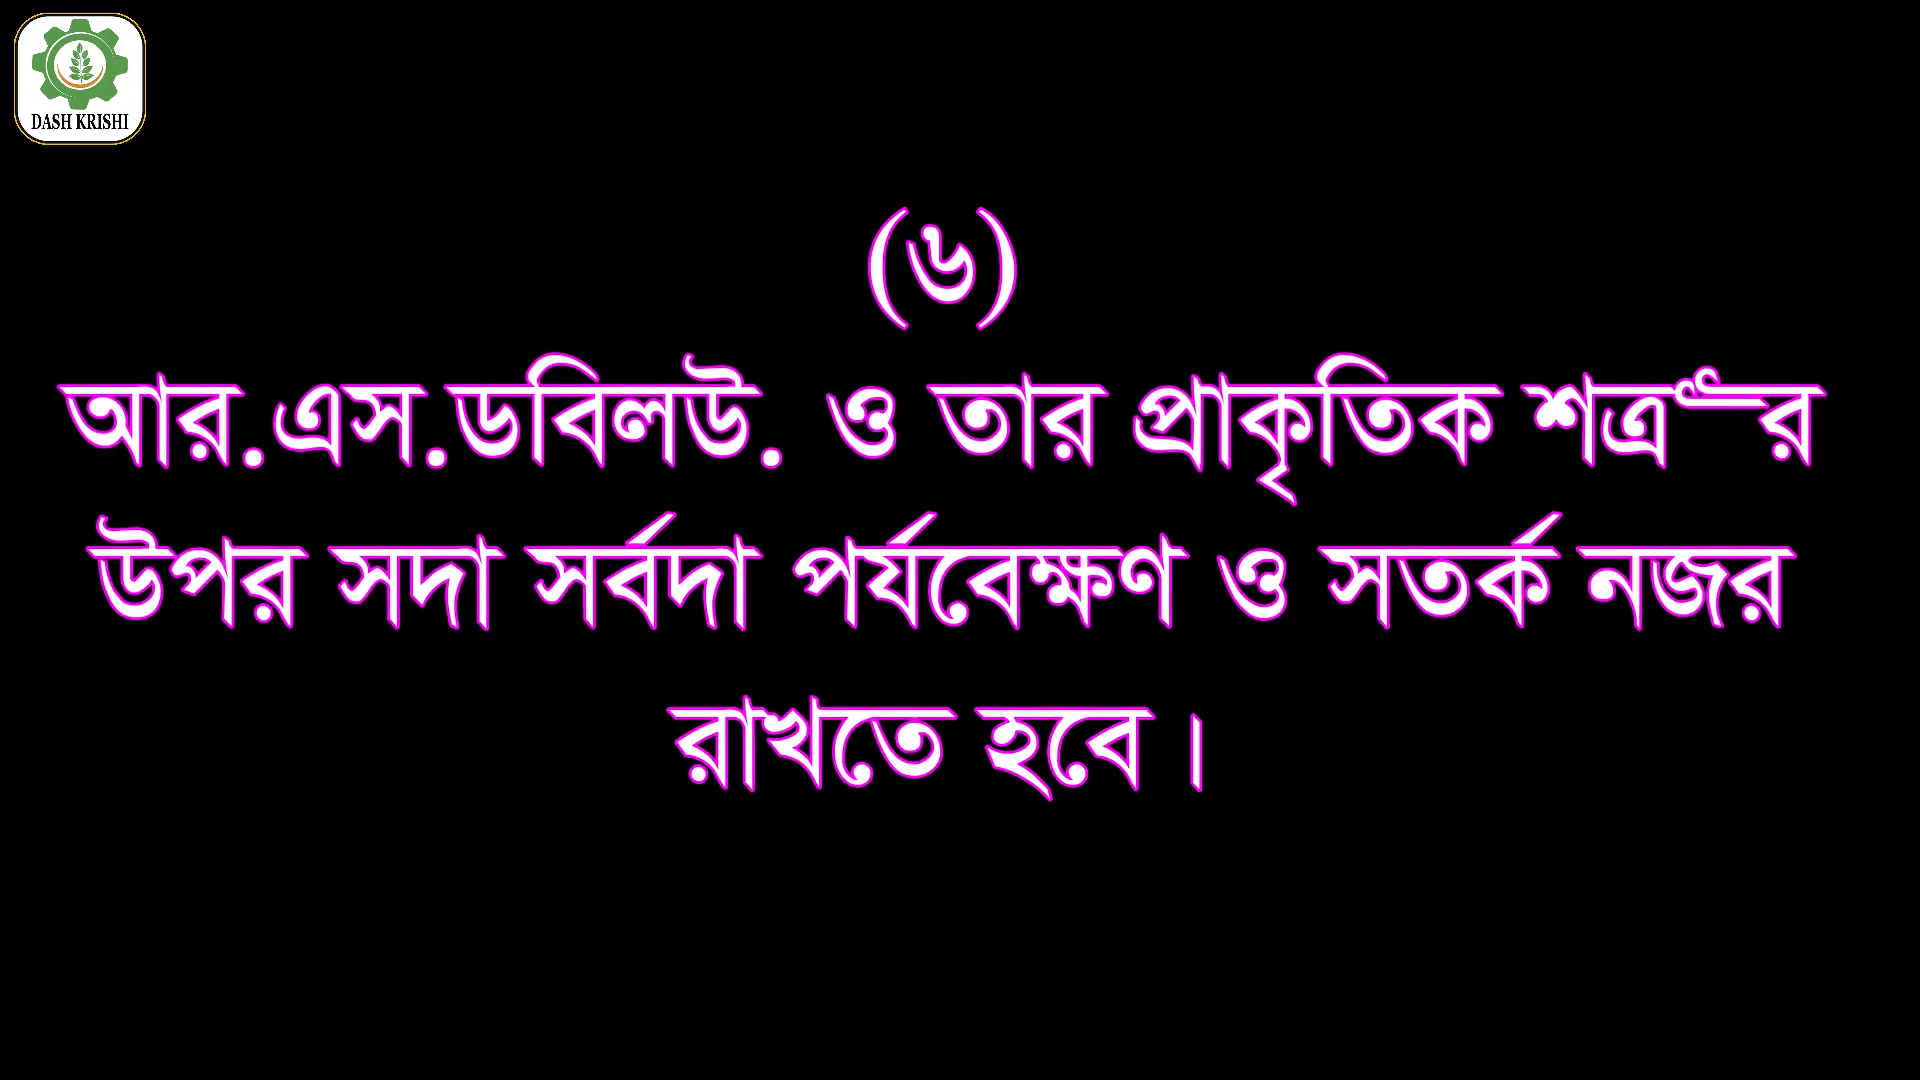 DASH KRISHI
(৬)
আর.এস.ডবিলউ. ও তার প্রাকৃতিক শত্রুর
উপর সদা সর্বদা পর্যবেক্ষণ ও সতর্ক নজর
রাখতে হবে।